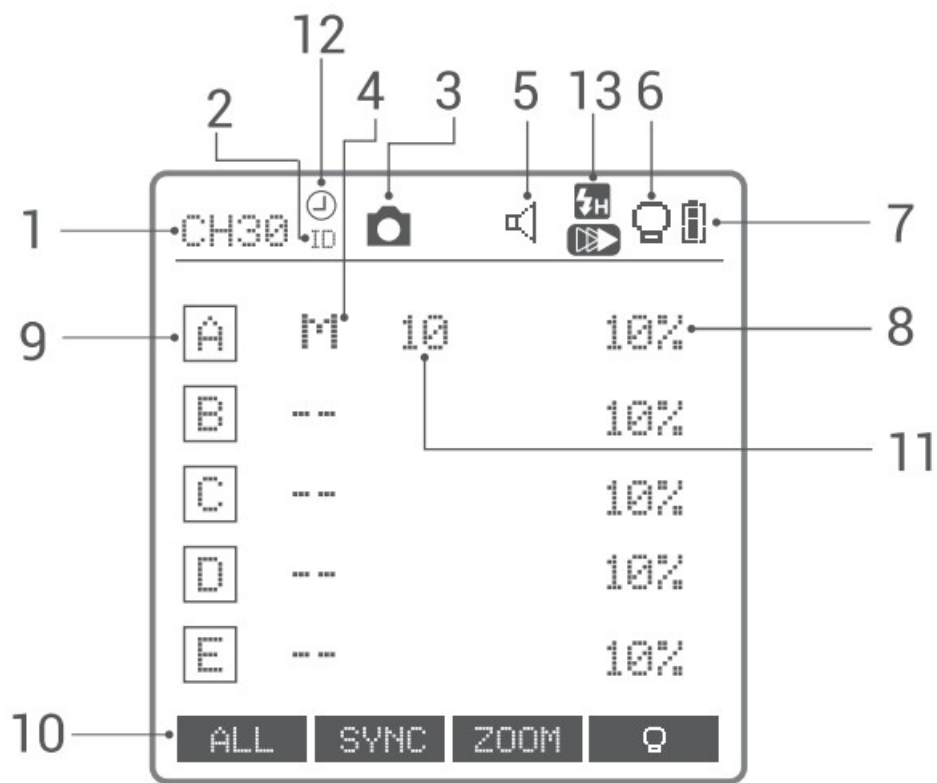 12
2 4 3 5 13 6
H
1 CH30 ID 7
9 A M 10 10% 8
B -- 10%
11
C -- 10%
D -- 10%
E -- 10%
10 ALL SYNC ZOOM